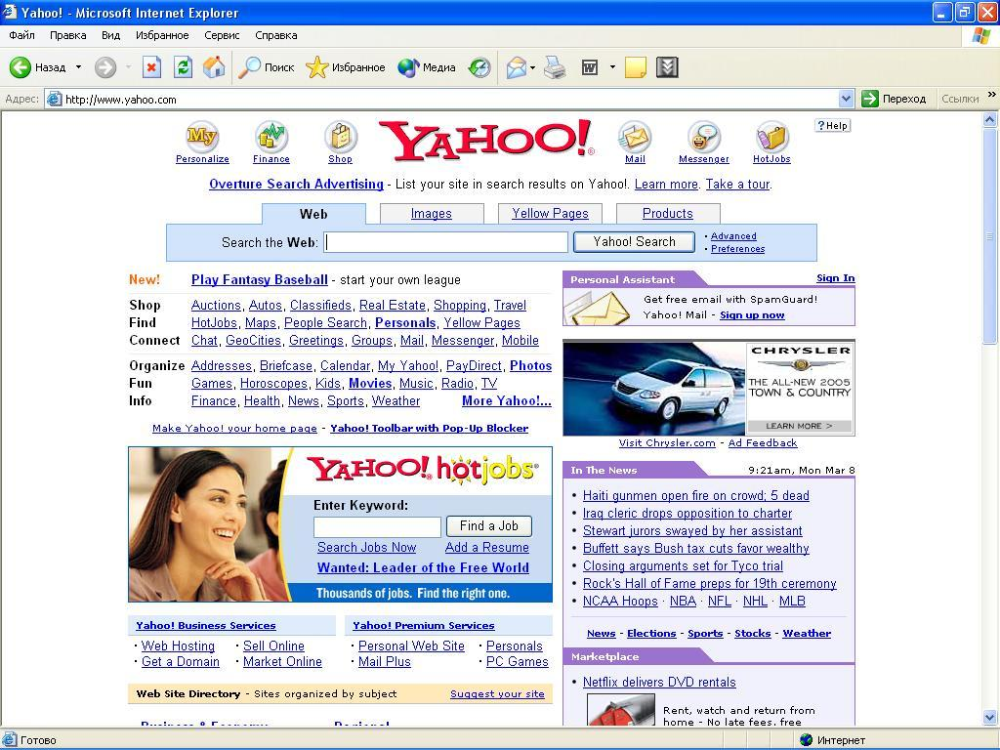 Yahoo! - Microsoft Internet Explorer
Файл Правка Вид Избранное Сервис Справка
Назад Поиск Избранное Медиа W
Адрес: http://www.yahoo.com Переход Ссылки »
My YAHOO!® ? Help
Personalize Finance Shop Mail Messenger HotJobs
Overture Search Advertising - List your site in search results on Yahoo!. Learn more. Take a tour.
Web Images Yellow Pages Products
Search the Web: Yahoo! Search · Advanced
· Preferences
New! Play Fantasy Baseball - start your own league
Shop Auctions, Autos, Classifieds, Real Estate, Shopping, Travel
Find HotJobs, Maps, People Search, Personals, Yellow Pages
Connect Chat, GeoCities, Greetings, Groups, Mail, Messenger, Mobile
Organize Addresses, Briefcase, Calendar, My Yahoo!, PayDirect, Photos
Fun Games, Horoscopes, Kids, Movies, Music, Radio, TV
Info Finance, Health, News, Sports, Weather More Yahoo!...
Make Yahoo! your home page - Yahoo! Toolbar with Pop-Up Blocker
YAHOO!® hotjobs®
Enter Keyword:
Find a Job
Search Jobs Now Add a Resume
Wanted: Leader of the Free World
Thousands of jobs. Find the right one.
Yahoo! Business Services Yahoo! Premium Services
· Web Hosting · Sell Online · Personal Web Site · Personals
· Get a Domain · Market Online · Mail Plus · PC Games
Web Site Directory - Sites organized by subject Suggest your site
Business & Economy Regional
Personal Assistant Sign In
Get free email with SpamGuard!
Yahoo! Mail - Sign up now
CHRYSLER
THE ALL-NEW 2005
TOWN & COUNTRY
LEARN MORE >
Visit Chrysler.com - Ad Feedback
In The News 9:21am, Mon Mar 8
• Haiti gunmen open fire on crowd; 5 dead
• Iraq cleric drops opposition to charter
• Stewart jurors swayed by her assistant
• Buffett says Bush tax cuts favor wealthy
• Closing arguments set for Tyco trial
• Rock's Hall of Fame preps for 19th ceremony
• NCAA Hoops · NBA · NFL · NHL · MLB
News - Elections - Sports - Stocks - Weather
Marketplace
• Netflix delivers DVD rentals
Rent, watch and return from
home - No late fees, free
Готово Интернет